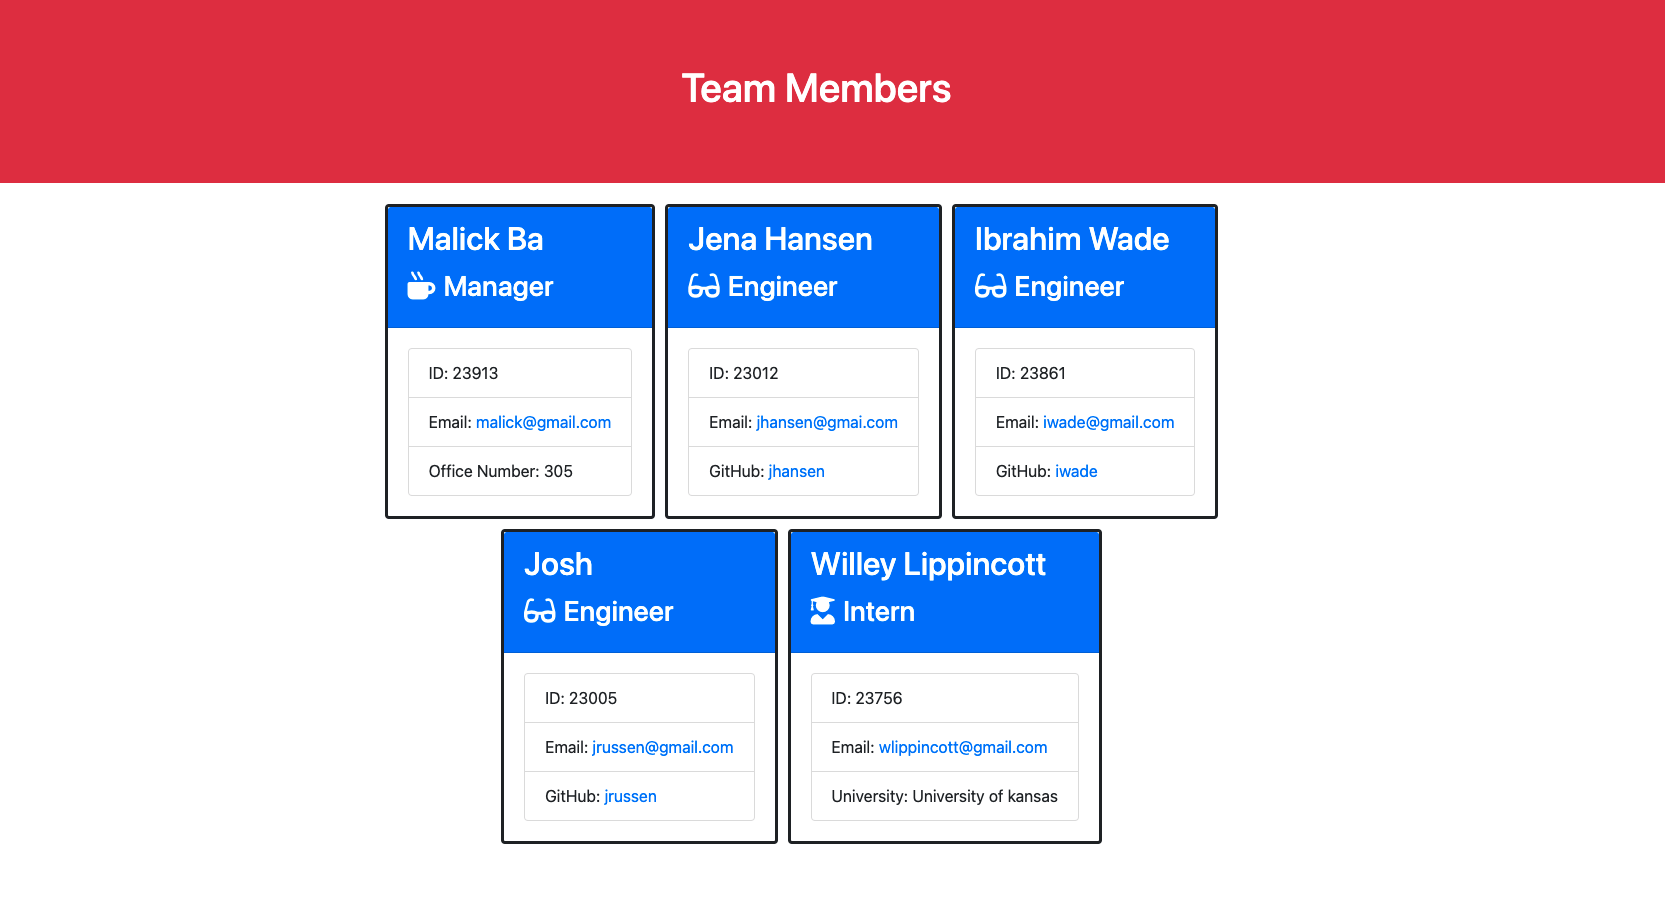 Team Members
Malick Ba
Manager
ID: 23913
Email: malick@gmail.com
Office Number: 305
Jena Hansen
Engineer
ID: 23012
Email: jhansen@gmai.com
GitHub: jhansen
Ibrahim Wade
Engineer
ID: 23861
Email: iwade@gmail.com
GitHub: iwade
Josh
Engineer
ID: 23005
Email: jrussen@gmail.com
GitHub: jrussen
Willey Lippincott
Intern
ID: 23756
Email: wlippincott@gmail.com
University: University of kansas